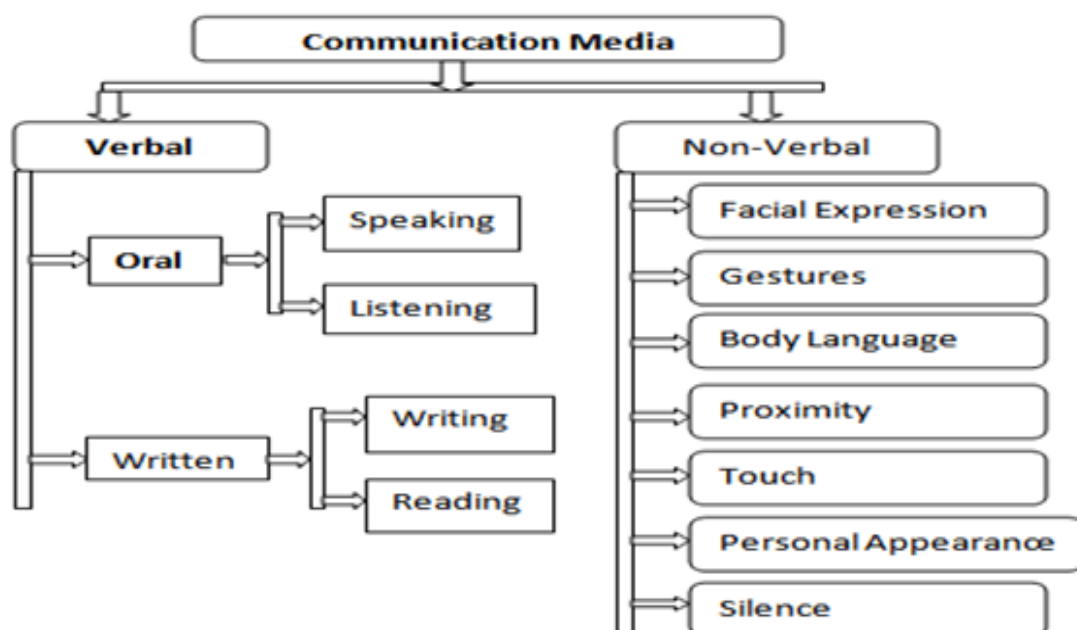 Communication Media
Verbal
Non-Verbal
Oral
Speaking
Listening
Written
Writing
Reading
Facial Expression
Gestures
Body Language
Proximity
Touch
Personal Appearance
Silence